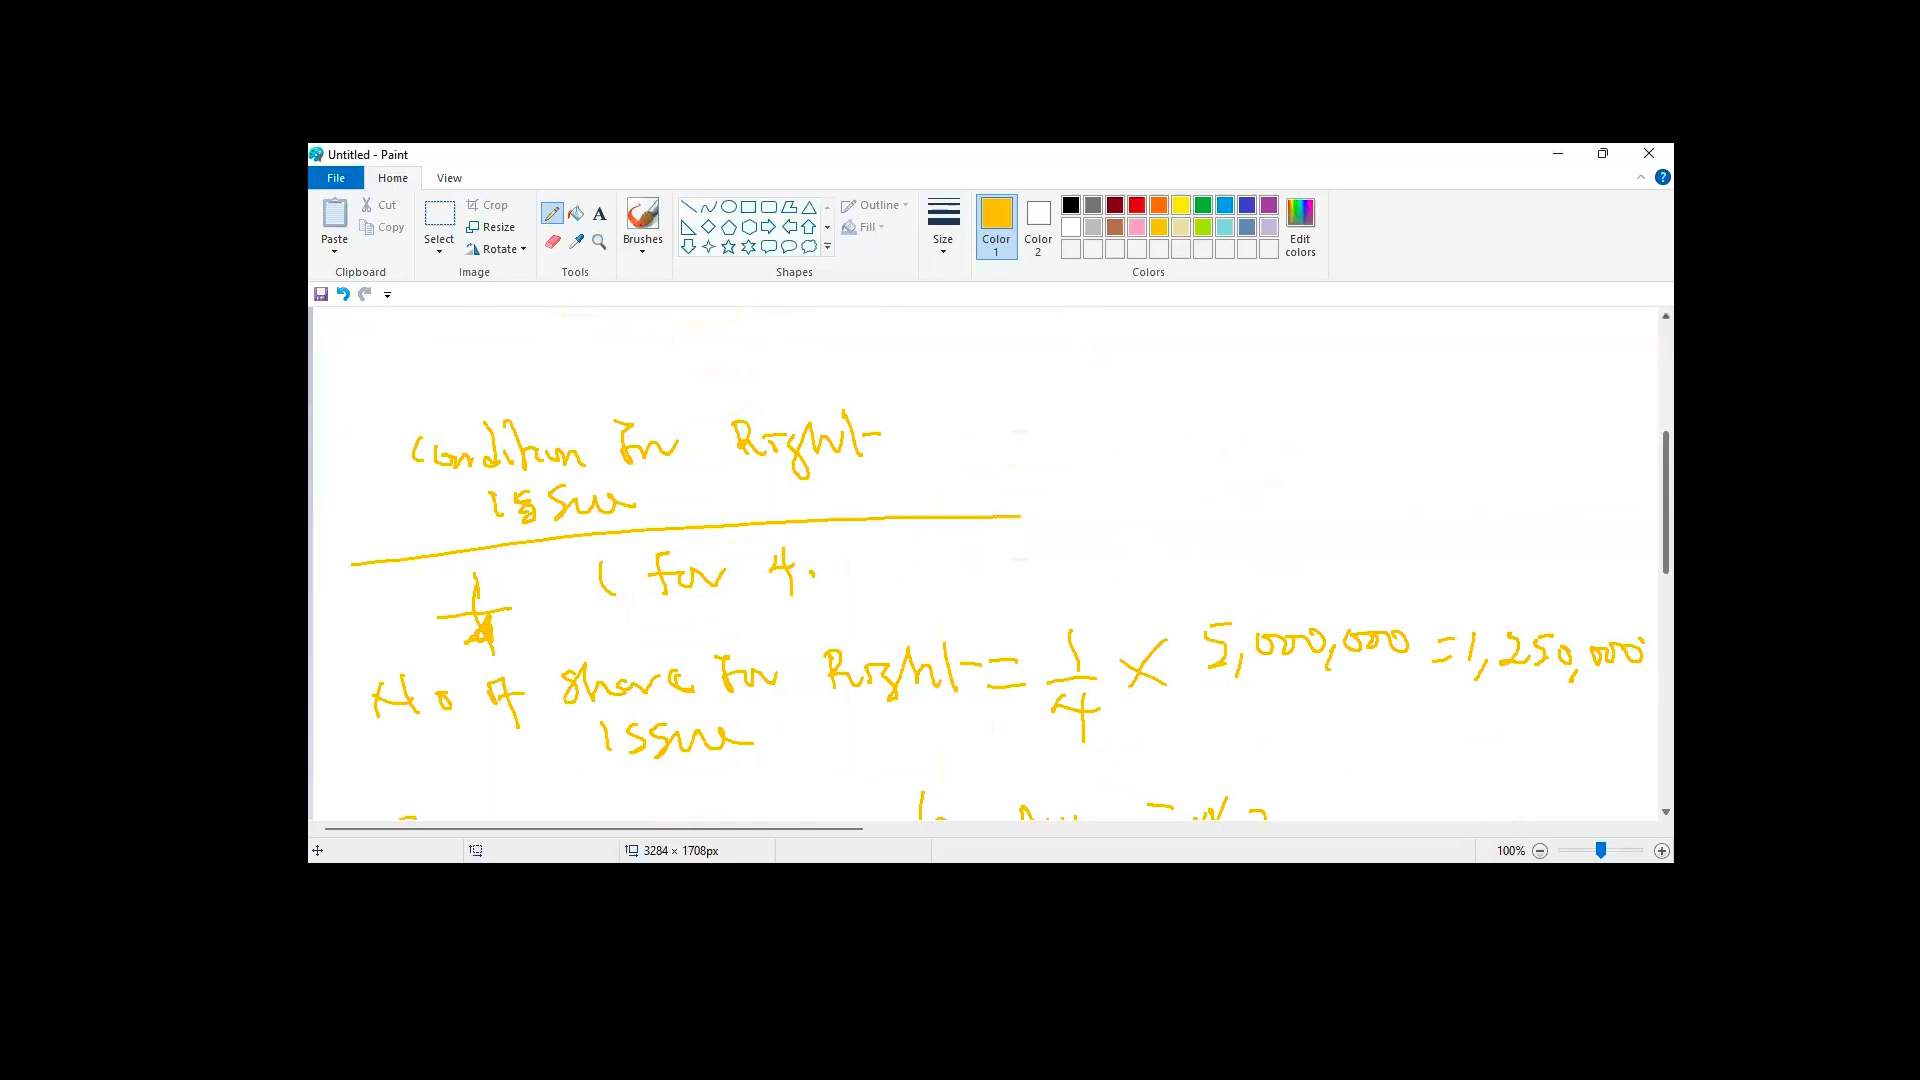 Untitled - Paint
File Home View
Paste Cut Copy Clipboard
Select Crop Resize Rotate Image
Tools
Brushes
Shapes Outline Fill
Size
Color 1 Color 2 Edit colors Colors
Condition for Right
issue
1 for 4.
1
No of share for Right = 1/4 × 5,000,000 = 1,250,000
issue
3284 × 1708px 100%